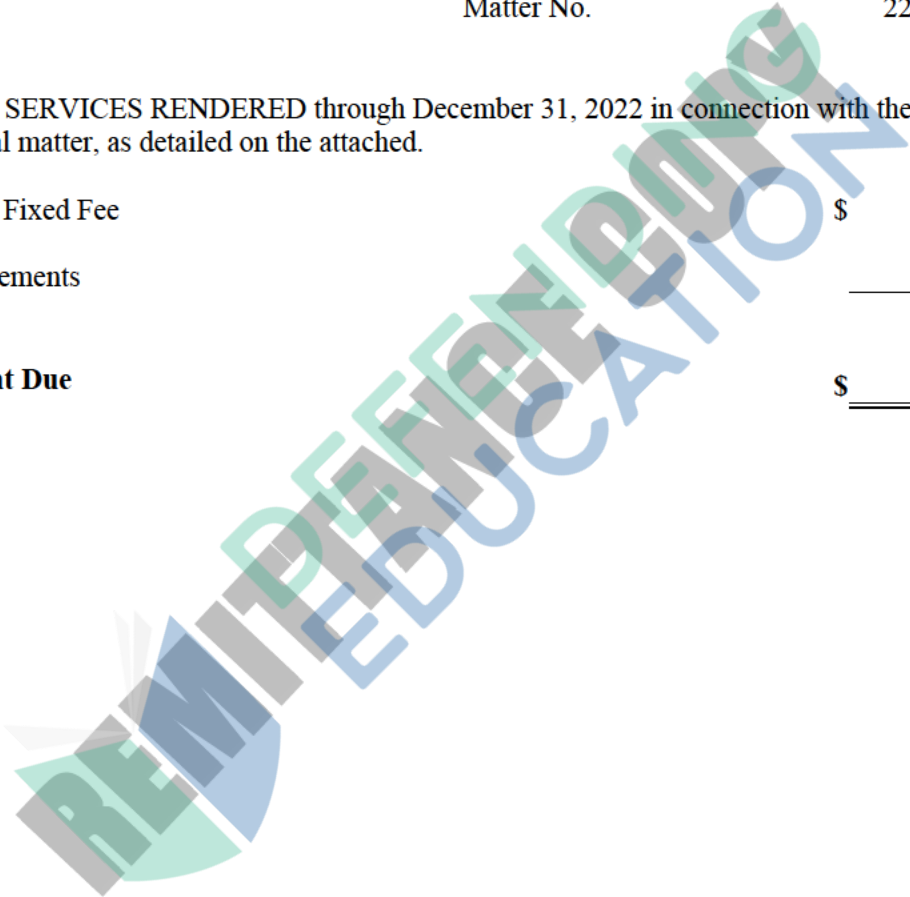 Matter No. 22
SERVICES RENDERED through December 31, 2022 in connection with the
l matter, as detailed on the attached.
Fixed Fee $
ements
t Due $
REMITTANCE COPY
DEFENDING
EDUCATION